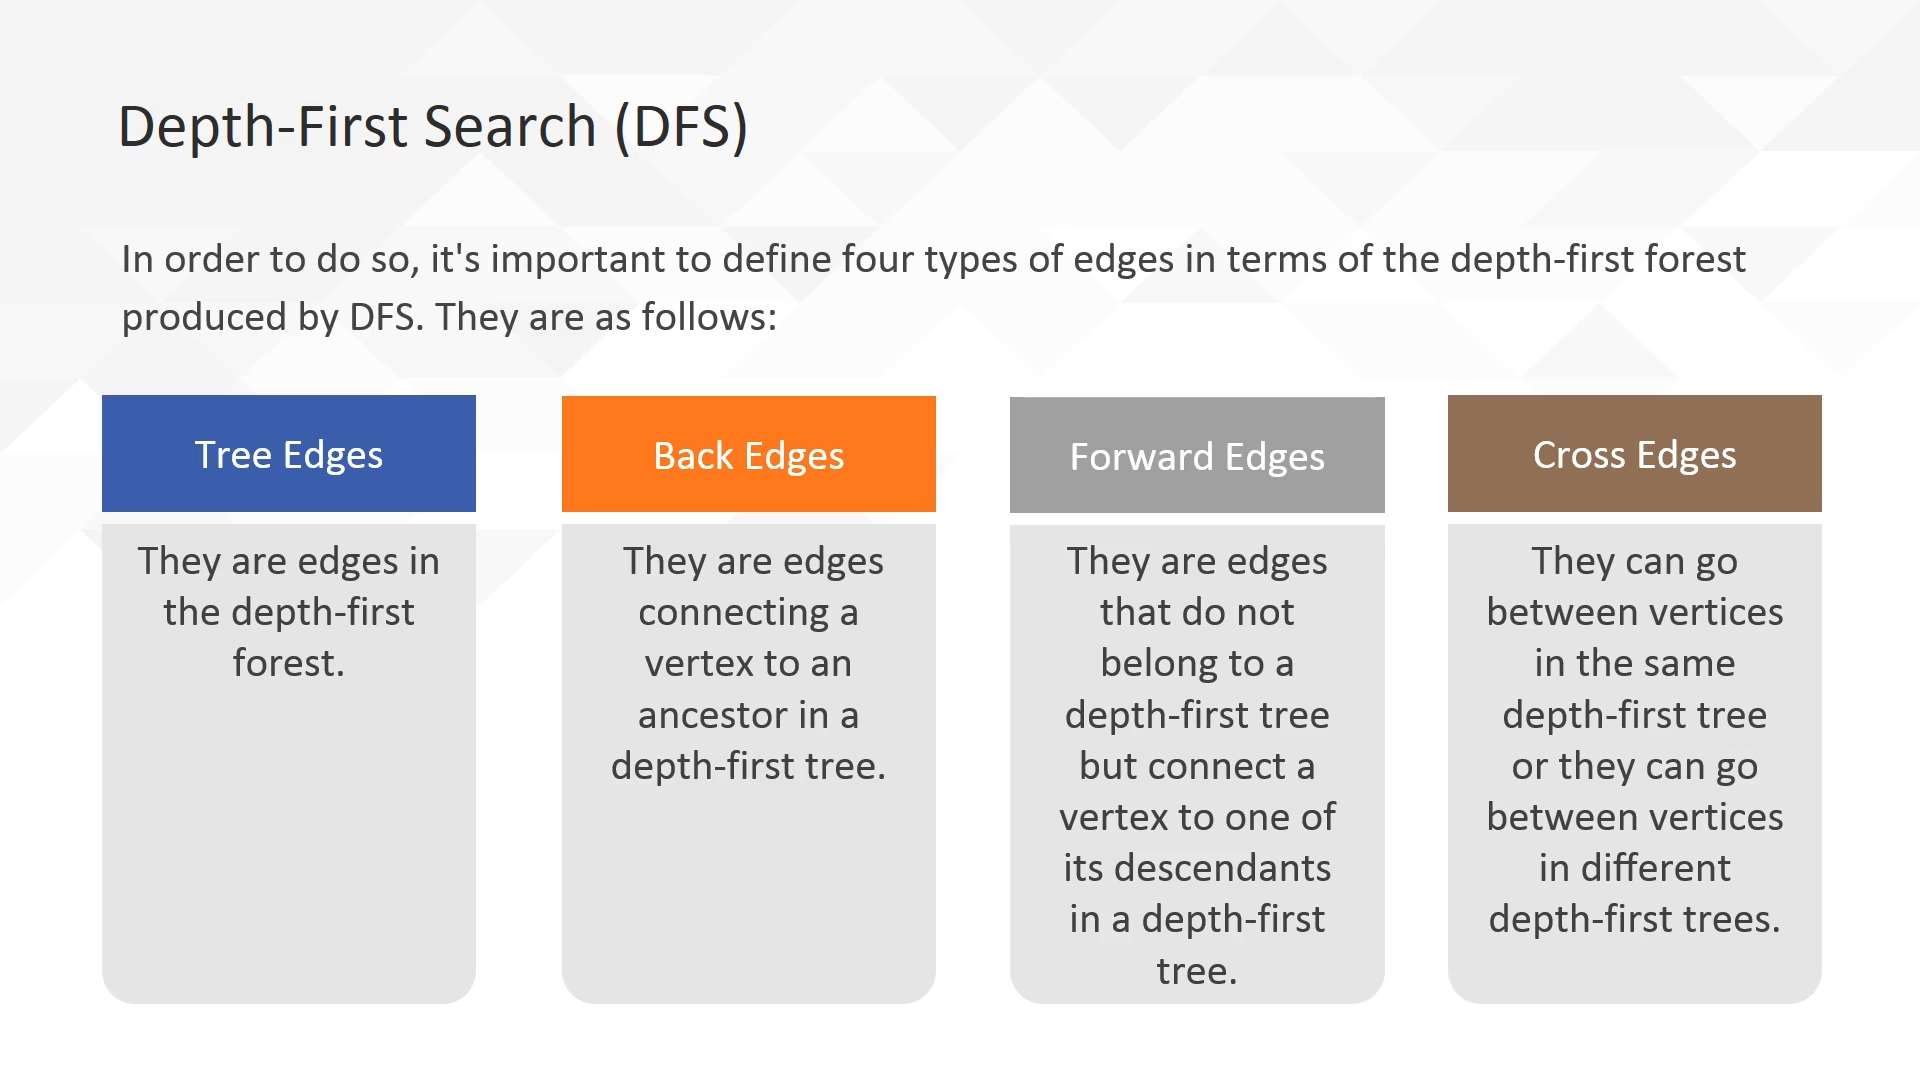 Depth-First Search (DFS)
In order to do so, it's important to define four types of edges in terms of the depth-first forest
produced by DFS. They are as follows:
Tree Edges
They are edges in
the depth-first
forest.
Back Edges
They are edges
connecting a
vertex to an
ancestor in a
depth-first tree.
Forward Edges
They are edges
that do not
belong to a
depth-first tree
but connect a
vertex to one of
its descendants
in a depth-first
tree.
Cross Edges
They can go
between vertices
in the same
depth-first tree
or they can go
between vertices
in different
depth-first trees.